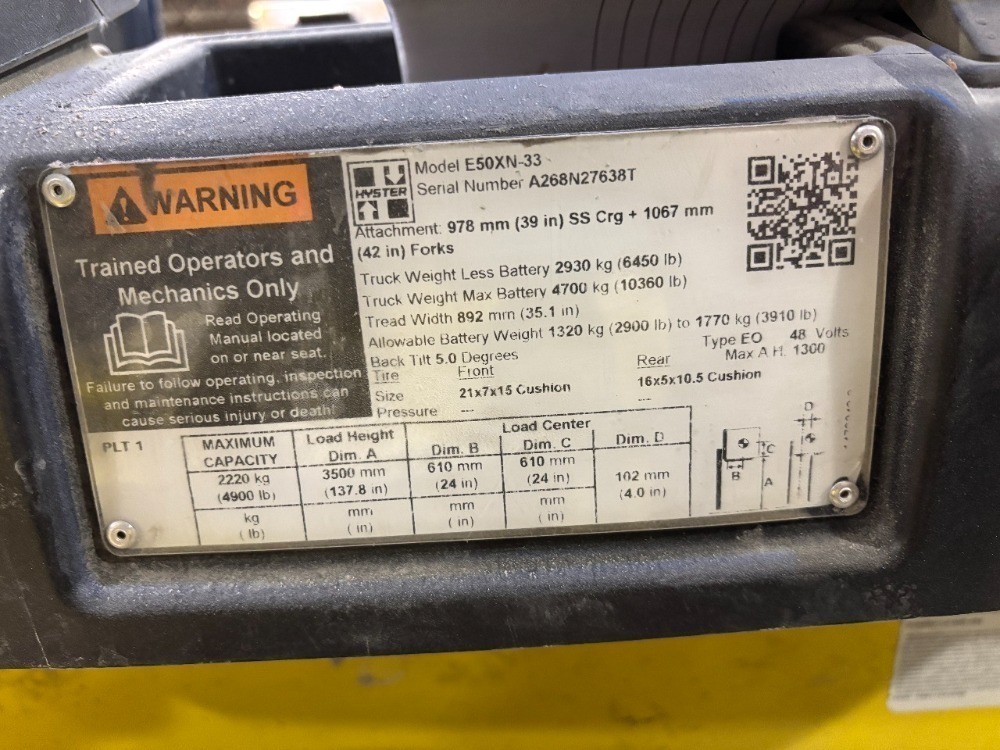 WARNING
Trained Operators and
Mechanics Only
Read Operating
Manual located
on or near seat.
Failure to follow operating, inspection
and maintenance instructions can
cause serious injury or death!
HYSTER
Model E50XN-33
Serial Number A268N27638T
Attachment: 978 mm (39 in) SS Crg + 1067 mm
(42 in) Forks
Truck Weight Less Battery 2930 kg (6450 lb)
Truck Weight Max Battery 4700 kg (10360 lb)
Tread Width 892 mm (35.1 in)
Allowable Battery Weight 1320 kg (2900 lb) to 1770 kg (3910 lb)
Back Tilt 5.0 Degrees Type EO 48 Volts
Max A H. 1300
Tire Front Rear
Size 21x7x15 Cushion 16x5x10.5 Cushion
Pressure --- ---
PLT 1
MAXIMUM CAPACITY
Load Height Dim. A
Load Center
Dim. B Dim. C Dim. D
2220 kg 3500 mm 610 mm 610 mm 102 mm
(4900 lb) (137.8 in) (24 in) (24 in) (4.0 in)
kg mm mm mm
( lb) ( in) ( in) ( in)
D
C
B
A